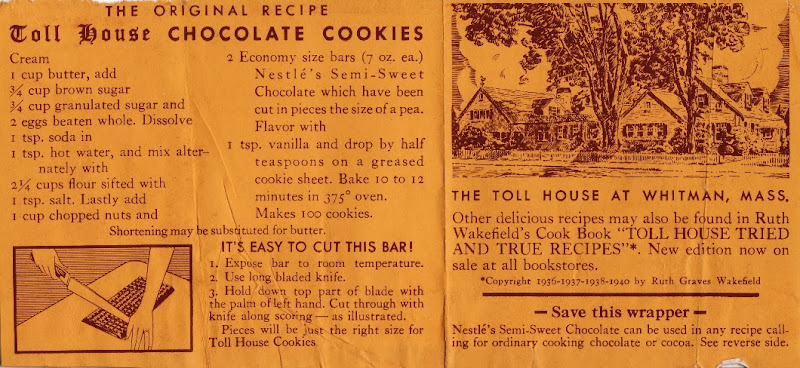 THE ORIGINAL RECIPE
Toll House CHOCOLATE COOKIES
Cream
1 cup butter, add
¾ cup brown sugar
¾ cup granulated sugar and
2 eggs beaten whole. Dissolve
1 tsp. soda in
1 tsp. hot water, and mix alter-
nately with
2¼ cups flour sifted with
1 tsp. salt. Lastly add
1 cup chopped nuts and
2 Economy size bars (7 oz. ea.)
Nestlé's Semi-Sweet
Chocolate which have been
cut in pieces the size of a pea.
Flavor with
1 tsp. vanilla and drop by half
teaspoons on a greased
cookie sheet. Bake 10 to 12
minutes in 375° oven.
Makes 100 cookies.
Shortening may be substituted for butter.
IT'S EASY TO CUT THIS BAR!
1. Expose bar to room temperature.
2. Use long bladed knife.
3. Hold down top part of blade with
the palm of left hand. Cut through with
knife along scoring — as illustrated.
Pieces will be just the right size for
Toll House Cookies
THE TOLL HOUSE AT WHITMAN, MASS.
Other delicious recipes may also be found in Ruth
Wakefield's Cook Book "TOLL HOUSE TRIED
AND TRUE RECIPES"*. New edition now on
sale at all bookstores.
*Copyright 1936-1937-1938-1940 by Ruth Graves Wakefield
— Save this wrapper —
Nestlé's Semi-Sweet Chocolate can be used in any recipe call-
ing for ordinary cooking chocolate or cocoa. See reverse side.